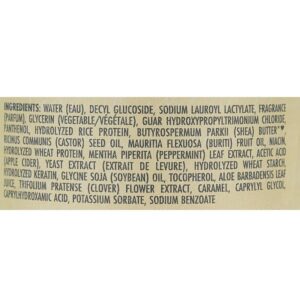 INGREDIENTS: WATER (EAU), DECYL GLUCOSIDE, SODIUM LAUROYL LACTYLATE, FRAGRANCE
(PARFUM), GLYCERIN (VEGETABLE/VÉGÉTALE), GUAR HYDROXYPROPYLTRIMONIUM CHLORIDE,
PANTHENOL, HYDROLYZED RICE PROTEIN, BUTYROSPERMUM PARKII (SHEA) BUTTER*♥,
RICINUS COMMUNIS (CASTOR) SEED OIL, MAURITIA FLEXUOSA (BURITI) FRUIT OIL, NIACIN,
HYDROLYZED WHEAT PROTEIN, MENTHA PIPERITA (PEPPERMINT) LEAF EXTRACT, ACETIC ACID
(APPLE CIDER), YEAST EXTRACT (EXTRAIT DE LEVURE), HYDROLYZED WHEAT STARCH,
HYDROLYZED KERATIN, GLYCINE SOJA (SOYBEAN) OIL, TOCOPHEROL, ALOE BARBADENSIS LEAF
JUICE, TRIFOLIUM PRATENSE (CLOVER) FLOWER EXTRACT, CARAMEL, CAPRYLYL GLYCOL,
CAPRYLHYDROXAMIC ACID, POTASSIUM SORBATE, SODIUM BENZOATE